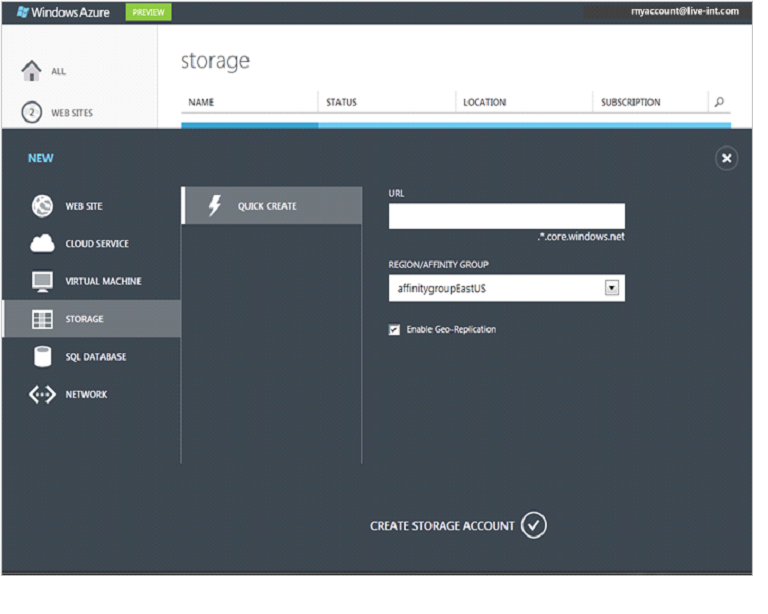 Windows Azure PREVIEW myaccount@live-int.com
ALL
storage
NAME STATUS LOCATION SUBSCRIPTION
2 WEB SITES
NEW
URL
WEB SITE QUICK CREATE
.*.core.windows.net
CLOUD SERVICE
REGION/AFFINITY GROUP
VIRTUAL MACHINE affinitygroupEastUS
STORAGE
Enable Geo-Replication
SQL DATABASE
NETWORK
CREATE STORAGE ACCOUNT